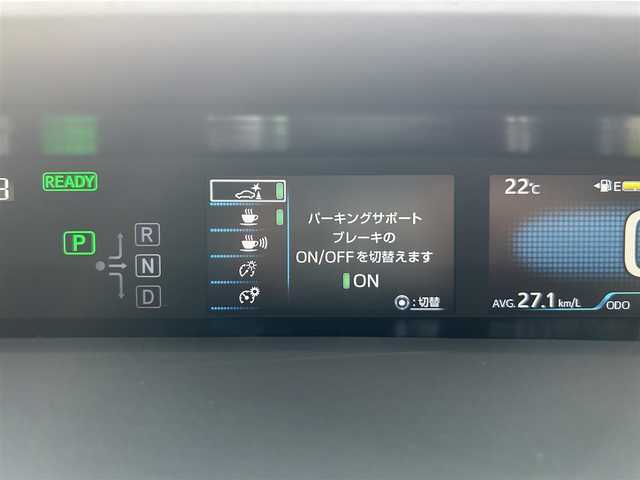 READY
P
R
N
D
パーキングサポート
ブレーキの
ON/OFFを切替えます
ON
:切替
22℃
E
AVG. 27.1 km/L
ODO